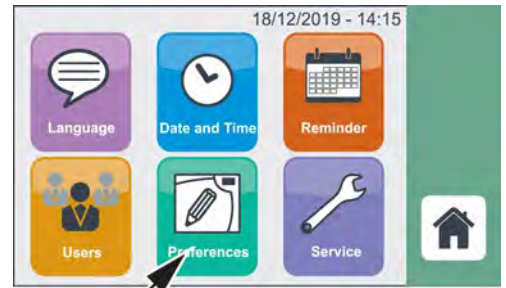 18/12/2019 - 14:15
Language
Date and Time
Reminder
Users
Preferences
Service